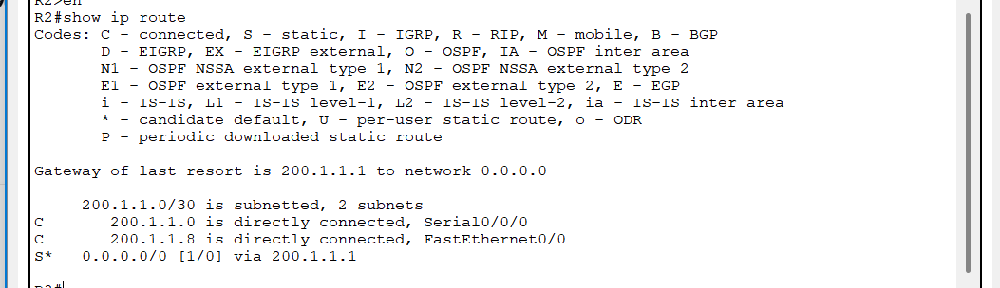 R2>en
R2#show ip route
Codes: C - connected, S - static, I - IGRP, R - RIP, M - mobile, B - BGP
D - EIGRP, EX - EIGRP external, O - OSPF, IA - OSPF inter area
N1 - OSPF NSSA external type 1, N2 - OSPF NSSA external type 2
E1 - OSPF external type 1, E2 - OSPF external type 2, E - EGP
i - IS-IS, L1 - IS-IS level-1, L2 - IS-IS level-2, ia - IS-IS inter area
* - candidate default, U - per-user static route, o - ODR
P - periodic downloaded static route
Gateway of last resort is 200.1.1.1 to network 0.0.0.0
200.1.1.0/30 is subnetted, 2 subnets
C 200.1.1.0 is directly connected, Serial0/0/0
C 200.1.1.8 is directly connected, FastEthernet0/0
S* 0.0.0.0/0 [1/0] via 200.1.1.1
R2#